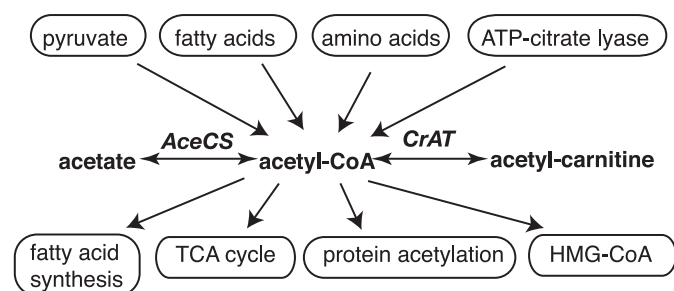 pyruvate
fatty acids
amino acids
ATP-citrate lyase
AceCS
CrAT
acetate
acetyl-CoA
acetyl-carnitine
fatty acid
synthesis
TCA cycle
protein acetylation
HMG-CoA